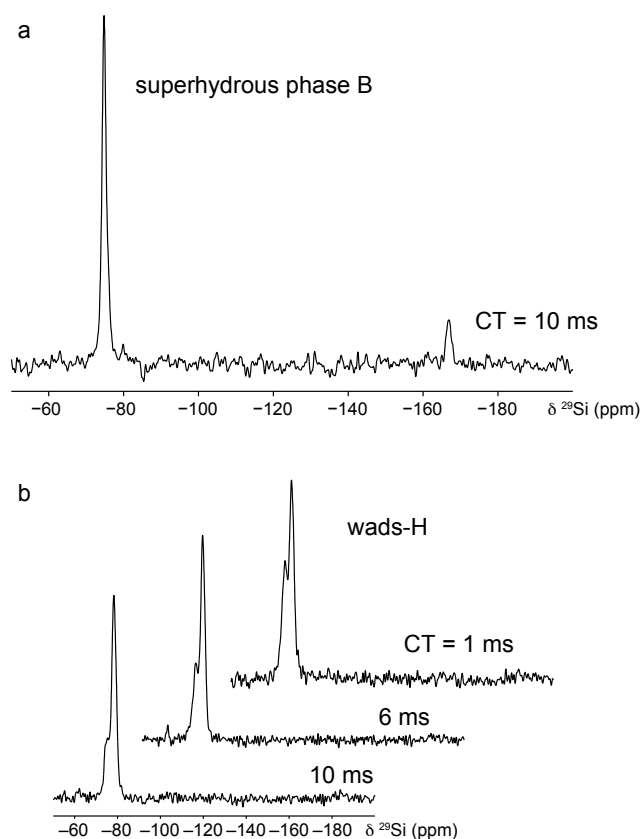 a
superhydrous phase B
CT = 10 ms
−60 −80 −100 −120 −140 −160 −180 δ ²⁹Si (ppm)
b
wads-H
CT = 1 ms
6 ms
10 ms
−60 −80 −100 −120 −140 −160 −180 δ ²⁹Si (ppm)